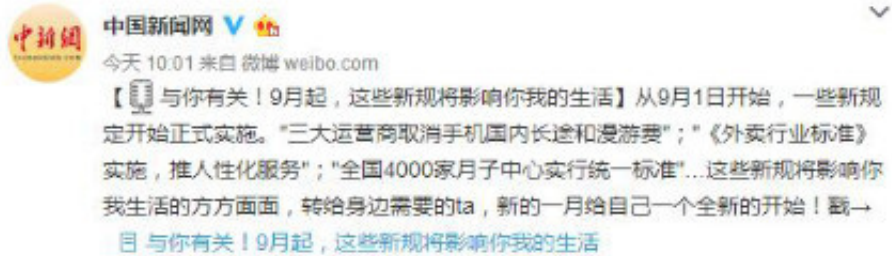 中新网
中国新闻网
今天 10:01 来自 微博 weibo.com
【与你有关！9月起，这些新规将影响你我的生活】从9月1日开始，一些新规
定开始正式实施。"三大运营商取消手机国内长途和漫游费"；"《外卖行业标准》
实施，推人性化服务"；"全国4000家月子中心实行统一标准"...这些新规将影响你
我生活的方方面面，转给身边需要的ta，新的一月给自己一个全新的开始！戳→
与你有关！9月起，这些新规将影响你我的生活